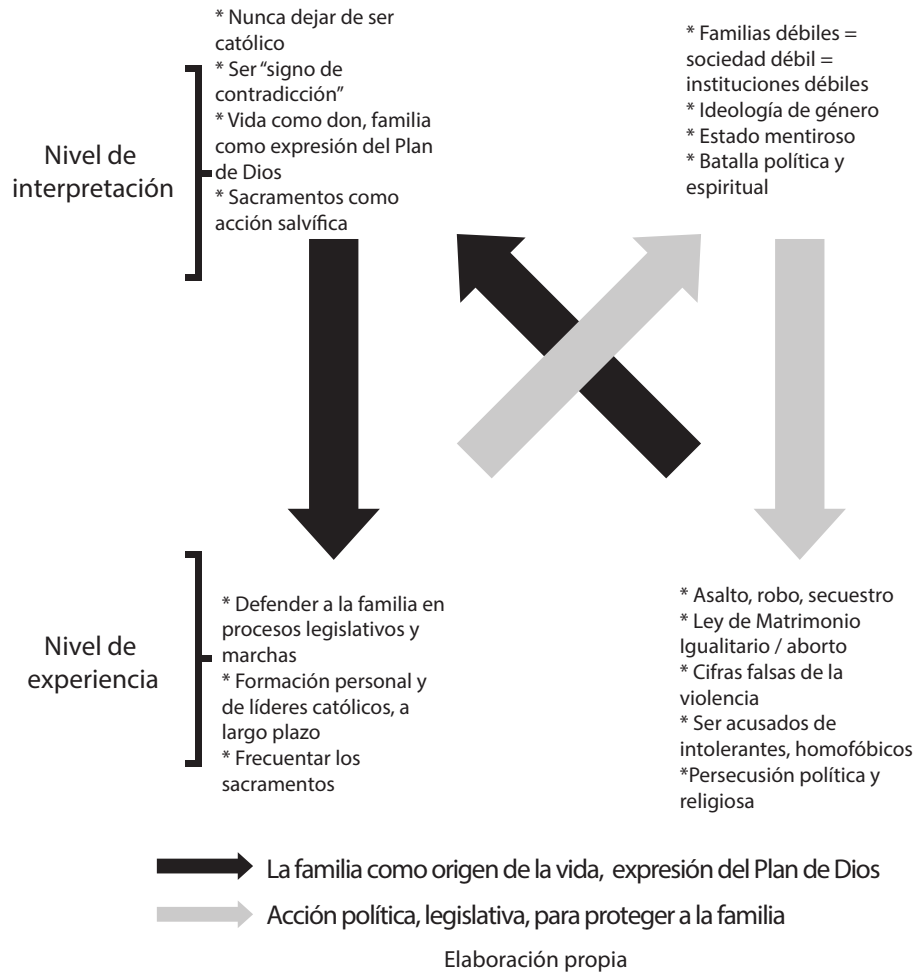 * Nunca dejar de ser
católico
* Ser “signo de
contradicción”
* Vida como don, familia
como expresión del Plan
de Dios
* Sacramentos como
acción salvífica
* Familias débiles =
sociedad débil =
instituciones débiles
* Ideología de género
* Estado mentiroso
* Batalla política y
espiritual
Nivel de
interpretación
Nivel de
experiencia
* Defender a la familia en
procesos legislativos y
marchas
* Formación personal y
de líderes católicos, a
largo plazo
* Frecuentar los
sacramentos
* Asalto, robo, secuestro
* Ley de Matrimonio
Igualitario / aborto
* Cifras falsas de la
violencia
* Ser acusados de
intolerantes, homofóbicos
*Persecusión política y
religiosa
La familia como origen de la vida, expresión del Plan de Dios
Acción política, legislativa, para proteger a la familia
Elaboración propia